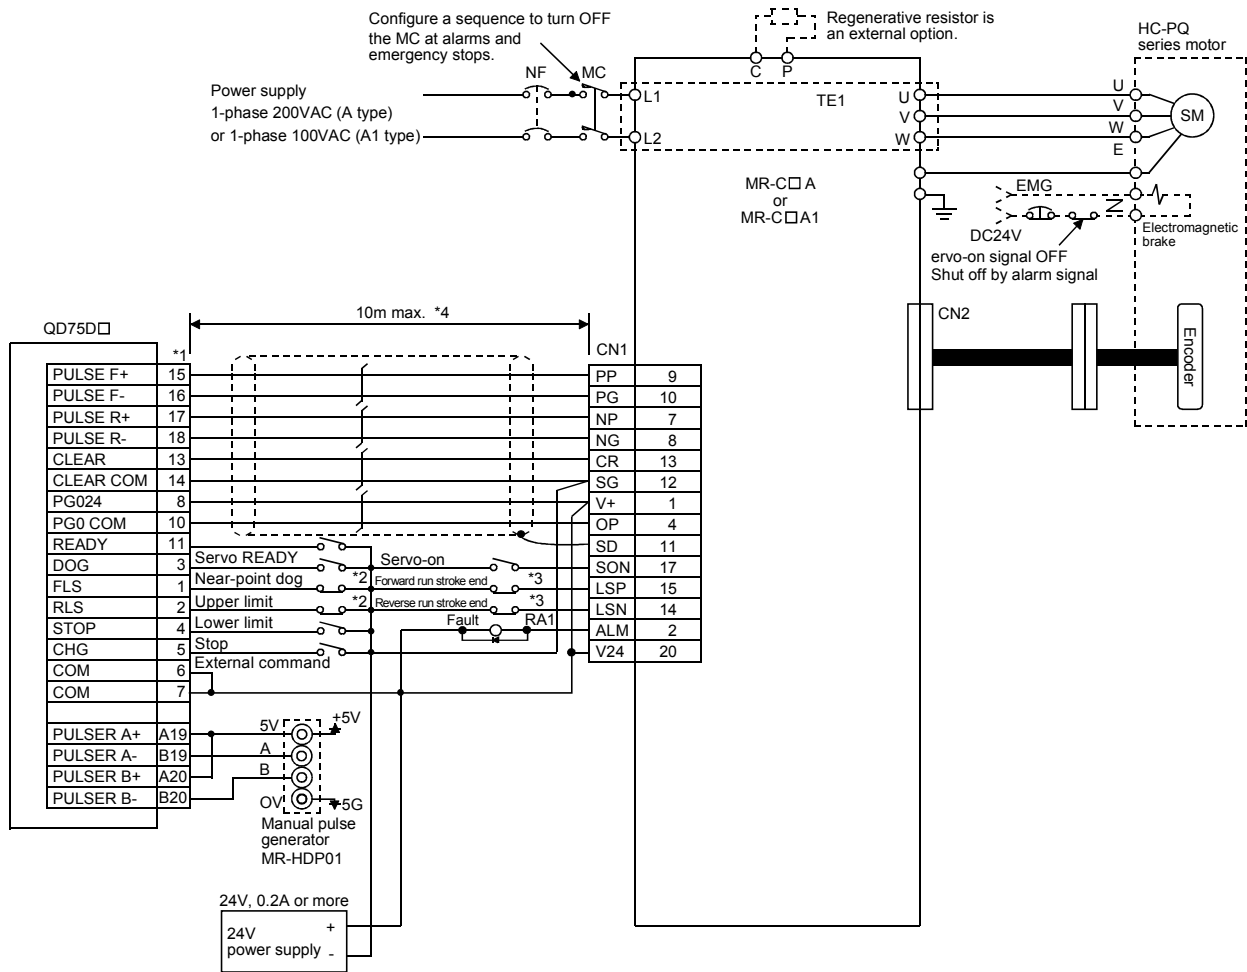 Configure a sequence to turn OFF
the MC at alarms and
emergency stops.
Regenerative resistor is
an external option.
HC-PQ
series motor
C P
NF MC
Power supply
1-phase 200VAC (A type)
or 1-phase 100VAC (A1 type)
L1
L2
TE1
U
V
W
U
V
W
E
SM
MR-C□ A
or
MR-C□ A1
EMG
DC24V
Electromagnetic
brake
ervo-on signal OFF
Shut off by alarm signal
10m max. *4
QD75D□
*1
CN1
CN2
Encoder
PULSE F+ 15
PULSE F- 16
PULSE R+ 17
PULSE R- 18
CLEAR 13
CLEAR COM 14
PG024 8
PG0 COM 10
READY 11
DOG 3
FLS 1
RLS 2
STOP 4
CHG 5
COM 6
COM 7
PULSER A+ A19
PULSER A- B19
PULSER B+ A20
PULSER B- B20
PP 9
PG 10
NP 7
NG 8
CR 13
SG 12
V+ 1
OP 4
SD 11
SON 17
LSP 15
LSN 14
ALM 2
V24 20
Servo READY
Servo-on
Near-point dog *2
Forward run stroke end *3
Upper limit *2
Reverse run stroke end *3
Lower limit
Fault RA1
Stop
External command
5V +5V
A
B
OV 5G
Manual pulse
generator
MR-HDP01
24V, 0.2A or more
24V
power supply
+
-